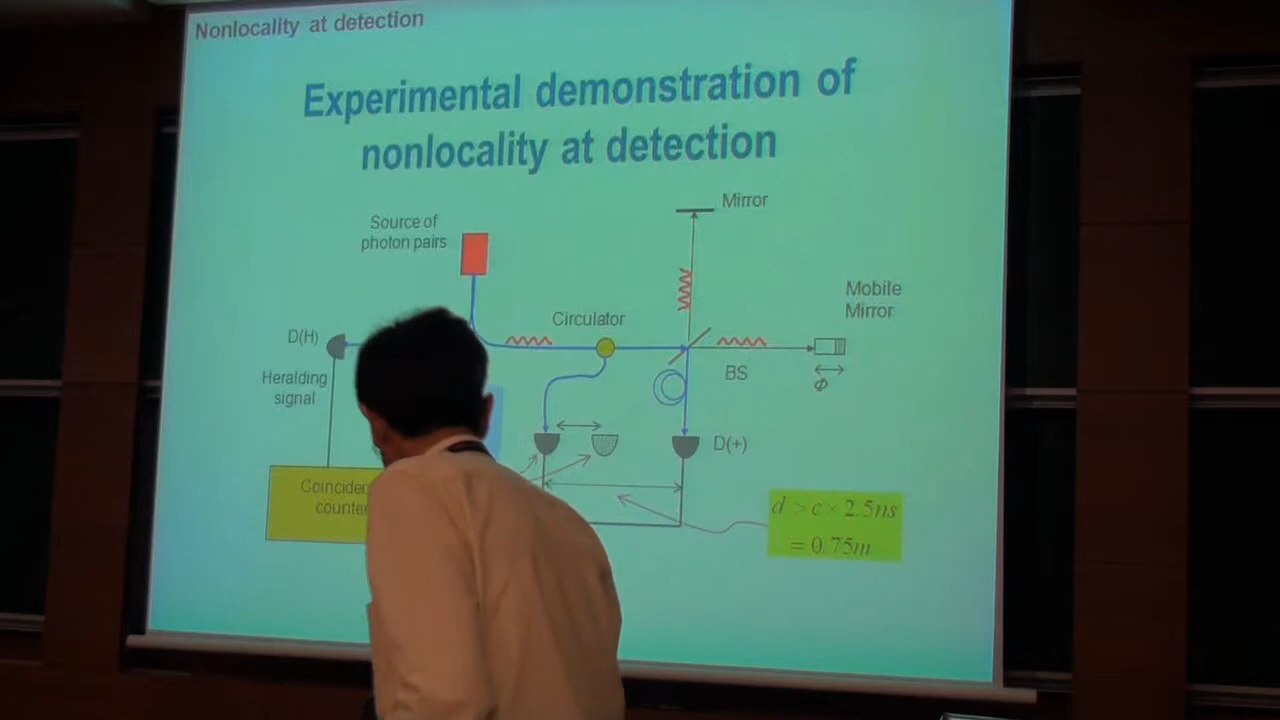 Nonlocality at detection
Experimental demonstration of
nonlocality at detection
Mirror
Source of
photon pairs
Mobile
Mirror
Circulator
D(H)
BS
Φ
Heralding
signal
D(+)
d > c × 2.5ns
= 0.75m